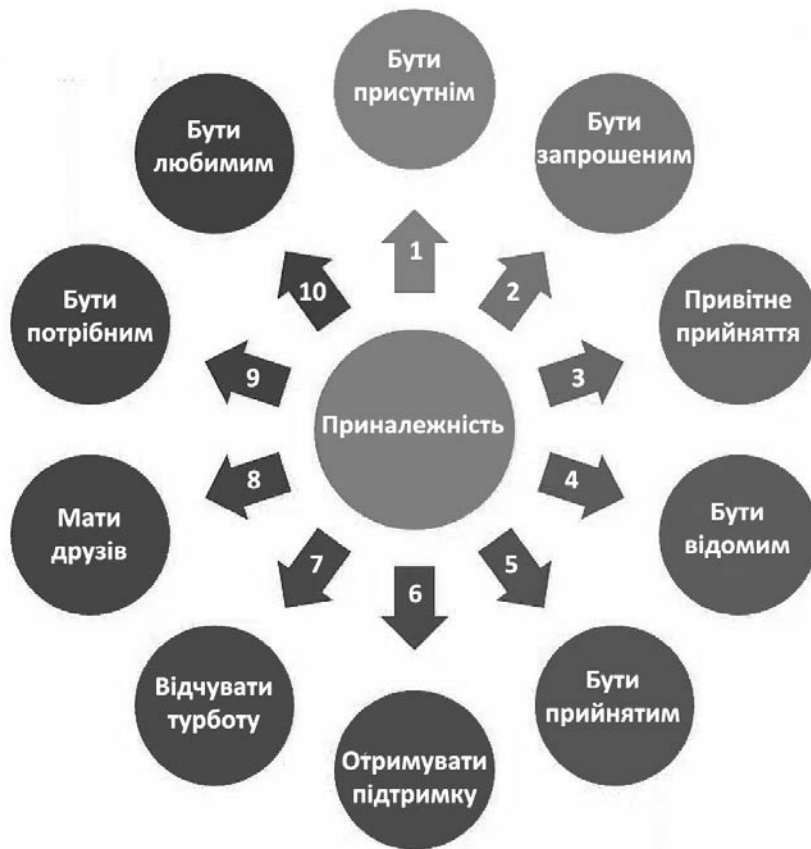 Бути
присутнім
Бути
запрошеним
Привітне
прийняття
Бути
відомим
Бути
прийнятим
Отримувати
підтримку
Відчувати
турботу
Мати
друзів
Бути
потрібним
Бути
любимим
1
2
3
4
5
6
7
8
9
10
Приналежність